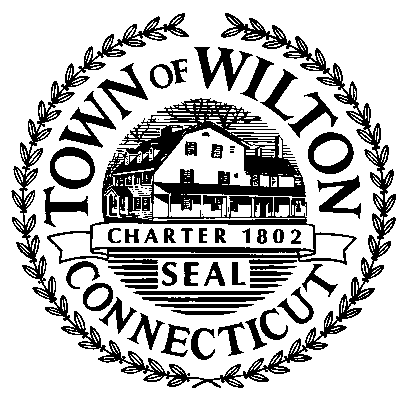 TOWN OF WILTON
CHARTER 1802
SEAL
CONNECTICUT